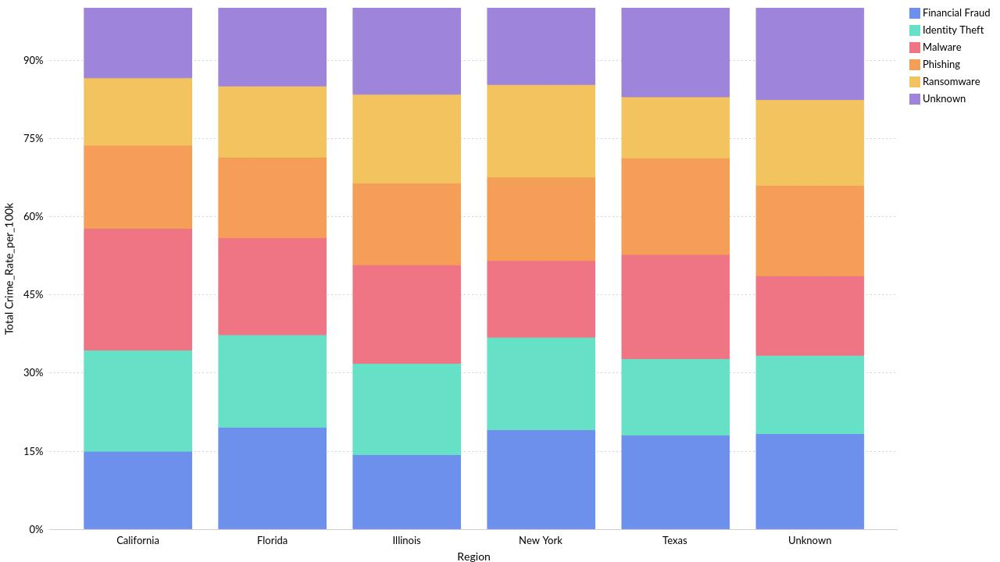 Financial Fraud
Identity Theft
Malware
Phishing
Ransomware
Unknown
90%
75%
60%
45%
30%
15%
0%
Total Crime_Rate_per_100k
California
Florida
Illinois
New York
Texas
Unknown
Region